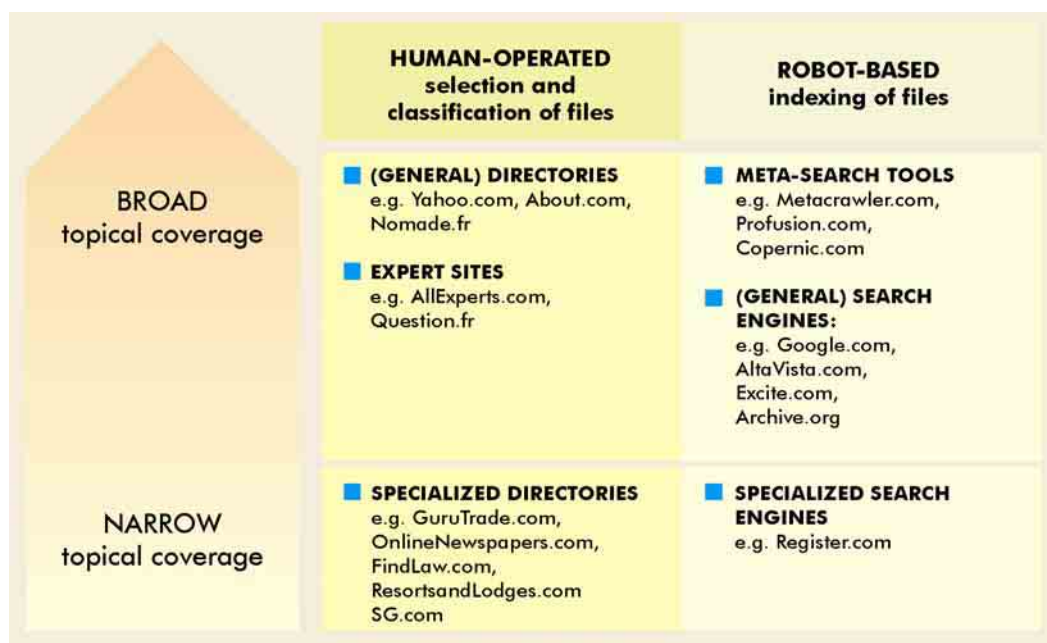 HUMAN-OPERATED
selection and
classification of files
ROBOT-BASED
indexing of files
BROAD
topical coverage
(GENERAL) DIRECTORIES
e.g. Yahoo.com, About.com,
Nomade.fr
EXPERT SITES
e.g. AllExperts.com,
Question.fr
META-SEARCH TOOLS
e.g. Metacrawler.com,
Profusion.com,
Copernic.com
(GENERAL) SEARCH
ENGINES:
e.g. Google.com,
AltaVista.com,
Excite.com,
Archive.org
NARROW
topical coverage
SPECIALIZED DIRECTORIES
e.g. GuruTrade.com,
OnlineNewspapers.com,
FindLaw.com,
ResortsandLodges.com
SG.com
SPECIALIZED SEARCH
ENGINES
e.g. Register.com